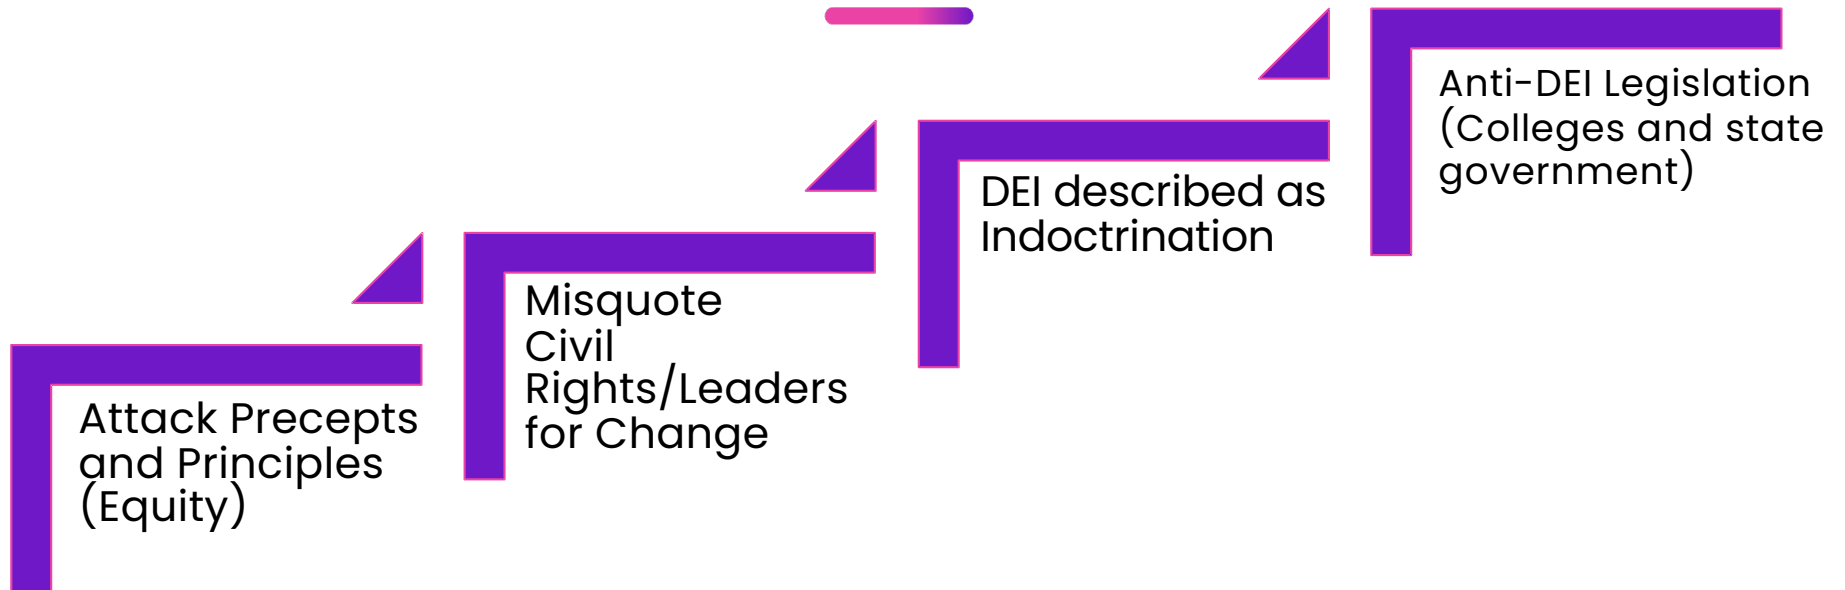 Attack Precepts
and Principles
(Equity)
Misquote
Civil
Rights/Leaders
for Change
DEI described as
Indoctrination
Anti-DEI Legislation
(Colleges and state
government)